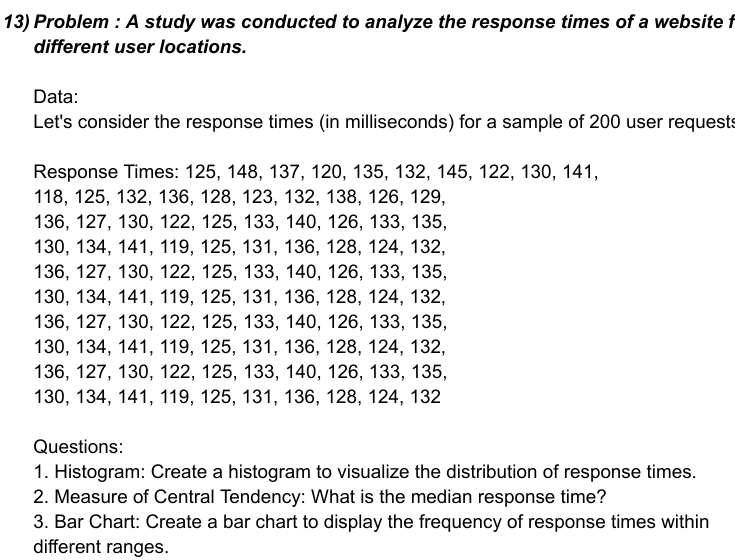 13) Problem : A study was conducted to analyze the response times of a website
different user locations.
Data:
Let's consider the response times (in milliseconds) for a sample of 200 user requests
Response Times: 125, 148, 137, 120, 135, 132, 145, 122, 130, 141,
118, 125, 132, 136, 128, 123, 132, 138, 126, 129,
136, 127, 130, 122, 125, 133, 140, 126, 133, 135,
130, 134, 141, 119, 125, 131, 136, 128, 124, 132,
136, 127, 130, 122, 125, 133, 140, 126, 133, 135,
130, 134, 141, 119, 125, 131, 136, 128, 124, 132,
136, 127, 130, 122, 125, 133, 140, 126, 133, 135,
130, 134, 141, 119, 125, 131, 136, 128, 124, 132,
136, 127, 130, 122, 125, 133, 140, 126, 133, 135,
130, 134, 141, 119, 125, 131, 136, 128, 124, 132
Questions:
1. Histogram: Create a histogram to visualize the distribution of response times.
2. Measure of Central Tendency: What is the median response time?
3. Bar Chart: Create a bar chart to display the frequency of response times within
different ranges.